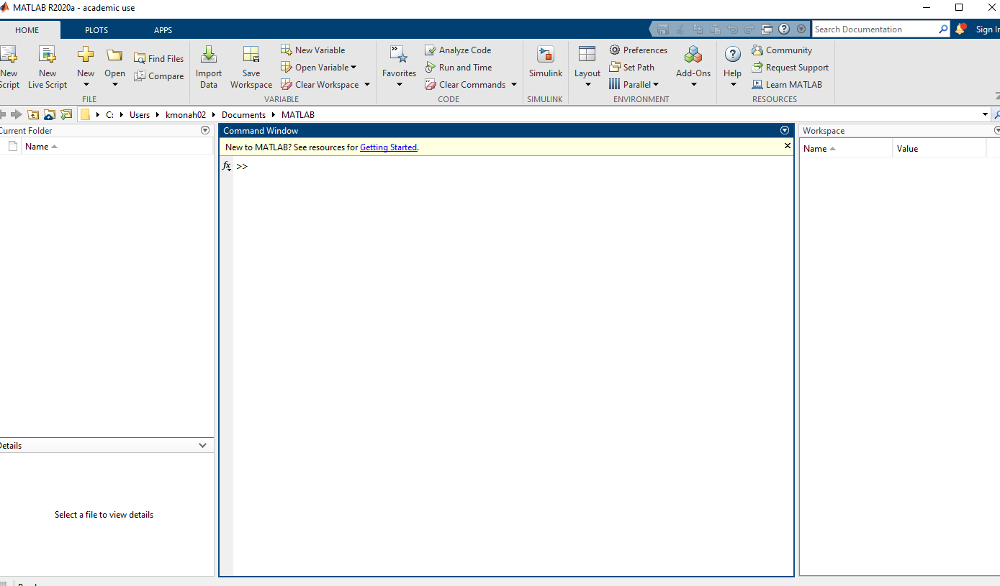 MATLAB R2020a - academic use
HOME PLOTS APPS
Search Documentation
Sign In
New Script
New Live Script
New
Open
Find Files
Compare
FILE
Import Data
Save Workspace
New Variable
Open Variable
Clear Workspace
VARIABLE
Favorites
Analyze Code
Run and Time
Clear Commands
CODE
Simulink
SIMULINK
Layout
Preferences
Set Path
Parallel
Add-Ons
ENVIRONMENT
Help
Community
Request Support
Learn MATLAB
RESOURCES
C: Users kmonah02 Documents MATLAB
Current Folder
Name
Details
Select a file to view details
Command Window
New to MATLAB? See resources for Getting Started.
fx >>
Workspace
Name Value